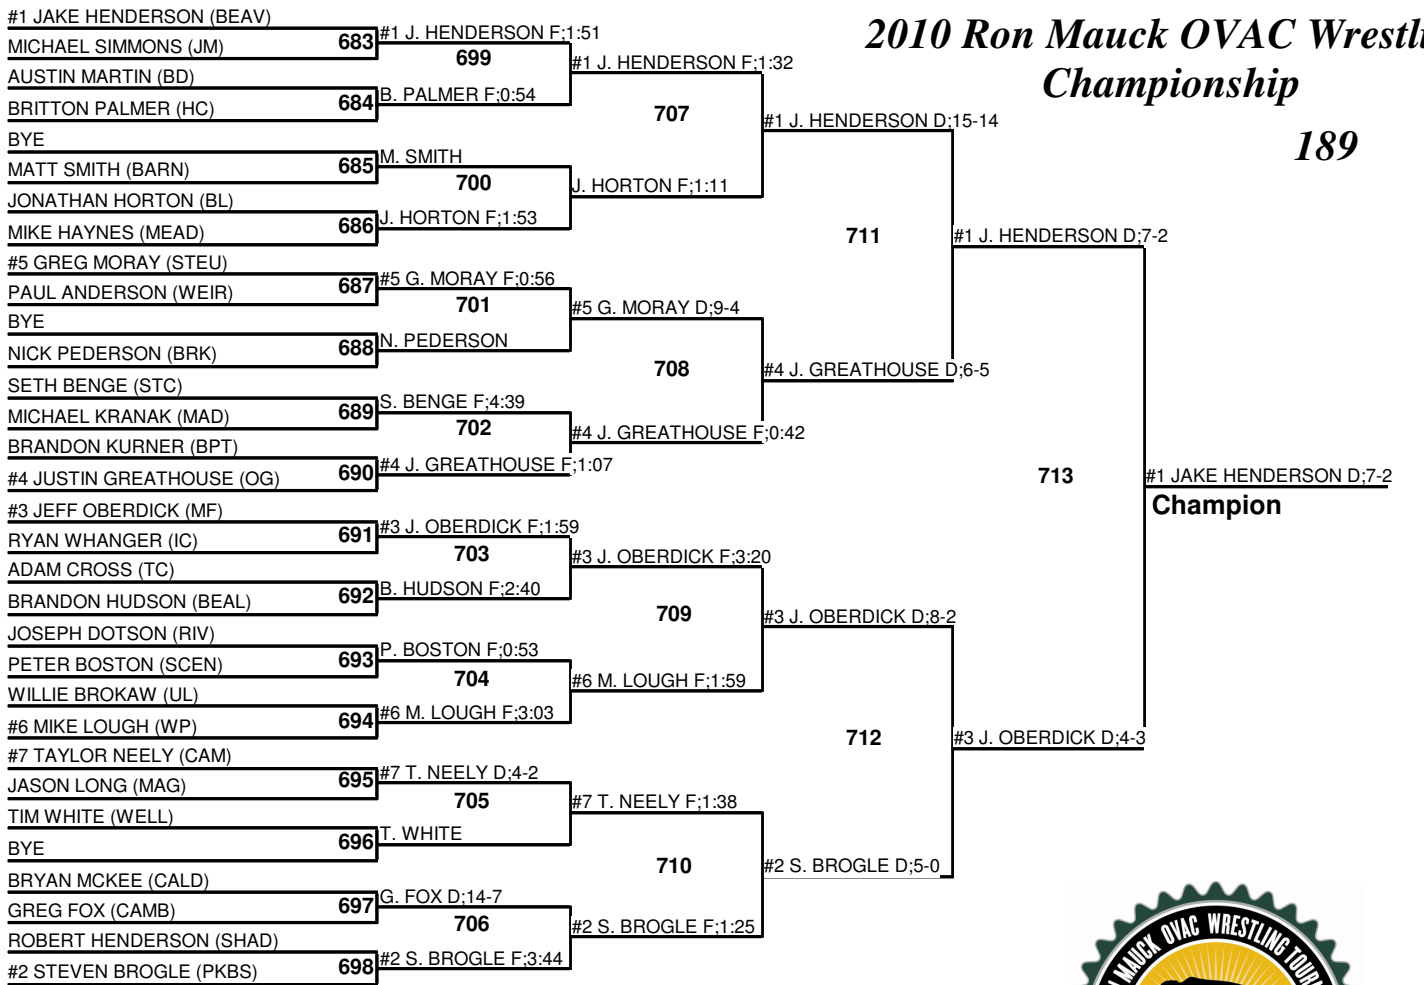 2010 Ron Mauck OVAC Wrestli
Championship
189
#1 JAKE HENDERSON (BEAV)
MICHAEL SIMMONS (JM)
AUSTIN MARTIN (BD)
BRITTON PALMER (HC)
BYE
MATT SMITH (BARN)
JONATHAN HORTON (BL)
MIKE HAYNES (MEAD)
#5 GREG MORAY (STEU)
PAUL ANDERSON (WEIR)
BYE
NICK PEDERSON (BRK)
SETH BENGE (STC)
MICHAEL KRANAK (MAD)
BRANDON KURNER (BPT)
#4 JUSTIN GREATHOUSE (OG)
#3 JEFF OBERDICK (MF)
RYAN WHANGER (IC)
ADAM CROSS (TC)
BRANDON HUDSON (BEAL)
JOSEPH DOTSON (RIV)
PETER BOSTON (SCEN)
WILLIE BROKAW (UL)
#6 MIKE LOUGH (WP)
#7 TAYLOR NEELY (CAM)
JASON LONG (MAG)
TIM WHITE (WELL)
BYE
BRYAN MCKEE (CALD)
GREG FOX (CAMB)
ROBERT HENDERSON (SHAD)
#2 STEVEN BROGLE (PKBS)
683
684
685
686
687
688
689
690
691
692
693
694
695
696
697
698
#1 J. HENDERSON F;1:51
699
B. PALMER F;0:54
M. SMITH
700
J. HORTON F;1:53
#5 G. MORAY F;0:56
701
N. PEDERSON
S. BENGE F;4:39
702
#4 J. GREATHOUSE F;1:07
#3 J. OBERDICK F;1:59
703
B. HUDSON F;2:40
P. BOSTON F;0:53
704
#6 M. LOUGH F;3:03
#7 T. NEELY D;4-2
705
T. WHITE
G. FOX D;14-7
706
#2 S. BROGLE F;3:44
#1 J. HENDERSON F;1:32
707
J. HORTON F;1:11
#5 G. MORAY D;9-4
708
#4 J. GREATHOUSE F;0:42
#3 J. OBERDICK F;3:20
709
#6 M. LOUGH F;1:59
#7 T. NEELY F;1:38
710
#2 S. BROGLE F;1:25
#1 J. HENDERSON D;15-14
711
#4 J. GREATHOUSE D;6-5
#3 J. OBERDICK D;8-2
712
#2 S. BROGLE D;5-0
#1 J. HENDERSON D;7-2
713
#3 J. OBERDICK D;4-3
#1 JAKE HENDERSON D;7-2
Champion
MAUCK OVAC WRESTLING TOUR